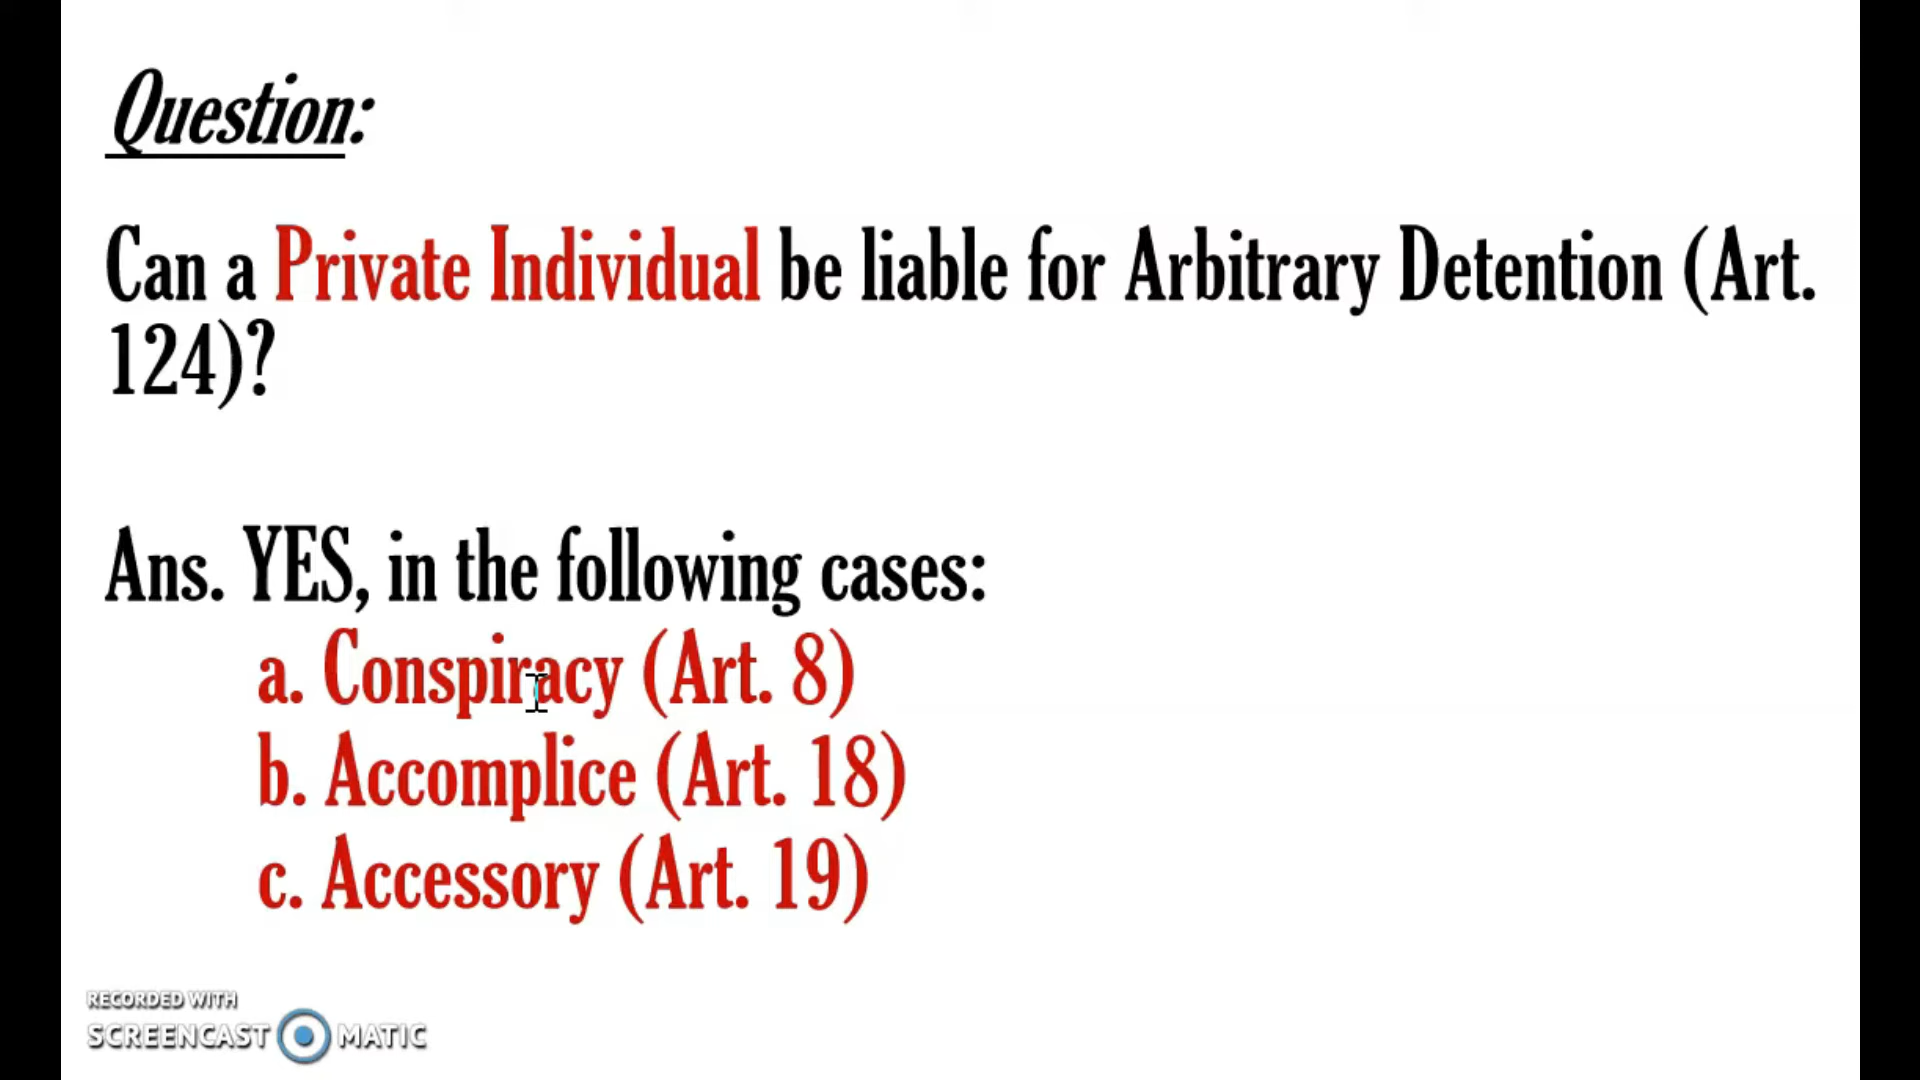 Question:
Can a Private Individual be liable for Arbitrary Detention (Art.
124)?
Ans. YES, in the following cases:
a. Conspiracy (Art. 8)
b. Accomplice (Art. 18)
c. Accessory (Art. 19)
RECORDED WITH
SCREENCAST MATIC